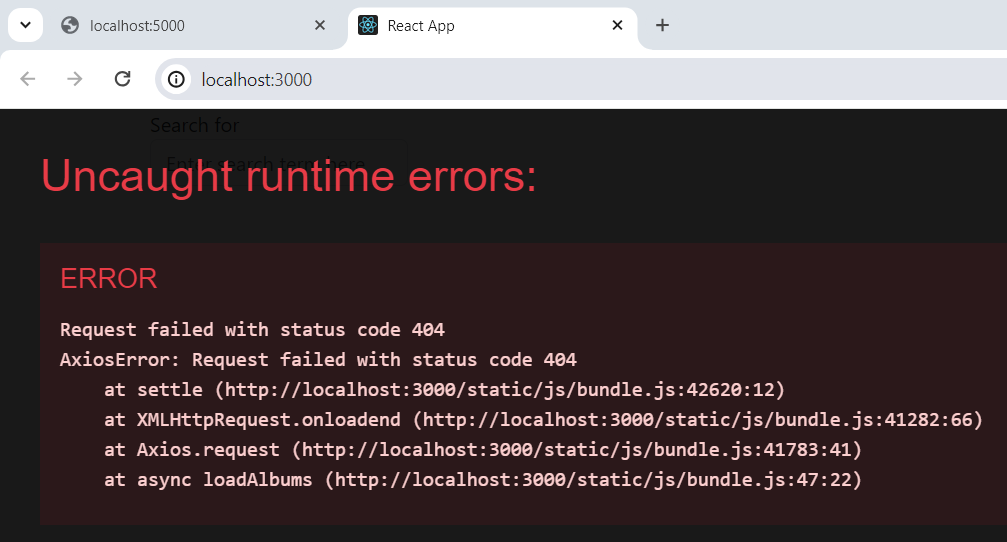 localhost:5000
React App
localhost:3000
Search for
Enter search term here
Uncaught runtime errors:
ERROR
Request failed with status code 404
AxiosError: Request failed with status code 404
at settle (http://localhost:3000/static/js/bundle.js:42620:12)
at XMLHttpRequest.onloadend (http://localhost:3000/static/js/bundle.js:41282:66)
at Axios.request (http://localhost:3000/static/js/bundle.js:41783:41)
at async loadAlbums (http://localhost:3000/static/js/bundle.js:47:22)